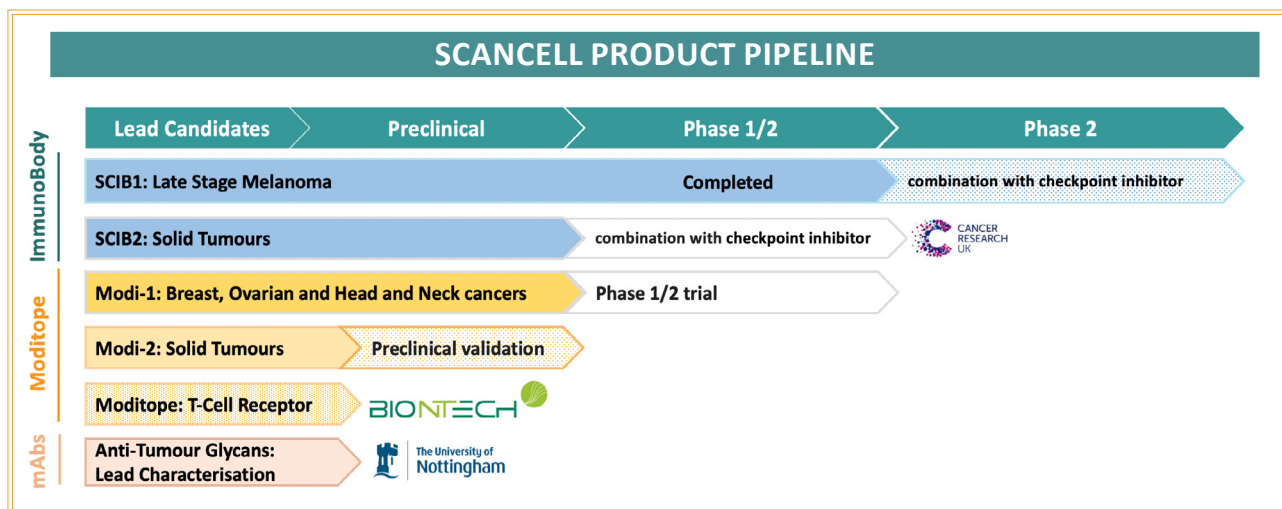 SCANCELL PRODUCT PIPELINE
Lead Candidates
Preclinical
Phase 1/2
Phase 2
ImmunoBody
SCIB1: Late Stage Melanoma
Completed
combination with checkpoint inhibitor
SCIB2: Solid Tumours
combination with checkpoint inhibitor
CANCER
RESEARCH
UK
Moditope
Modi-1: Breast, Ovarian and Head and Neck cancers
Phase 1/2 trial
Modi-2: Solid Tumours
Preclinical validation
Moditope: T-Cell Receptor
BIONTECH
mAbs
Anti-Tumour Glycans:
Lead Characterisation
The University of
Nottingham